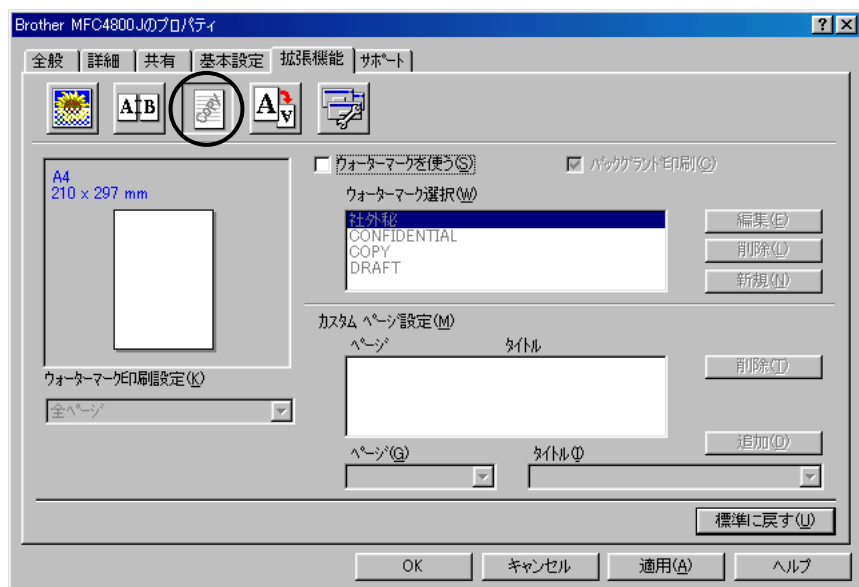 Brother MFC4800Jのプロパティ
全般 詳細 共有 基本設定 拡張機能 ｻﾎﾟｰﾄ
A B COPY A A
A4
210 x 297 mm
ｳｫｰﾀｰﾏｰｸを使う(S) ﾊﾞｯｸｸﾞﾗﾝﾄﾞ印刷(C)
ｳｫｰﾀｰﾏｰｸ選択(W)
社外秘
CONFIDENTIAL
COPY
DRAFT
編集(E)
削除(L)
新規(N)
ｶｽﾀﾑ ﾍﾟｰｼﾞ設定(M)
ﾍﾟｰｼﾞ ﾀｲﾄﾙ
削除(T)
ｳｫｰﾀｰﾏｰｸ印刷設定(K)
全ﾍﾟｰｼﾞ
追加(D)
ﾍﾟｰｼﾞ(G) ﾀｲﾄﾙ(I)
標準に戻す(U)
OK キャンセル 適用(A) ヘルプ